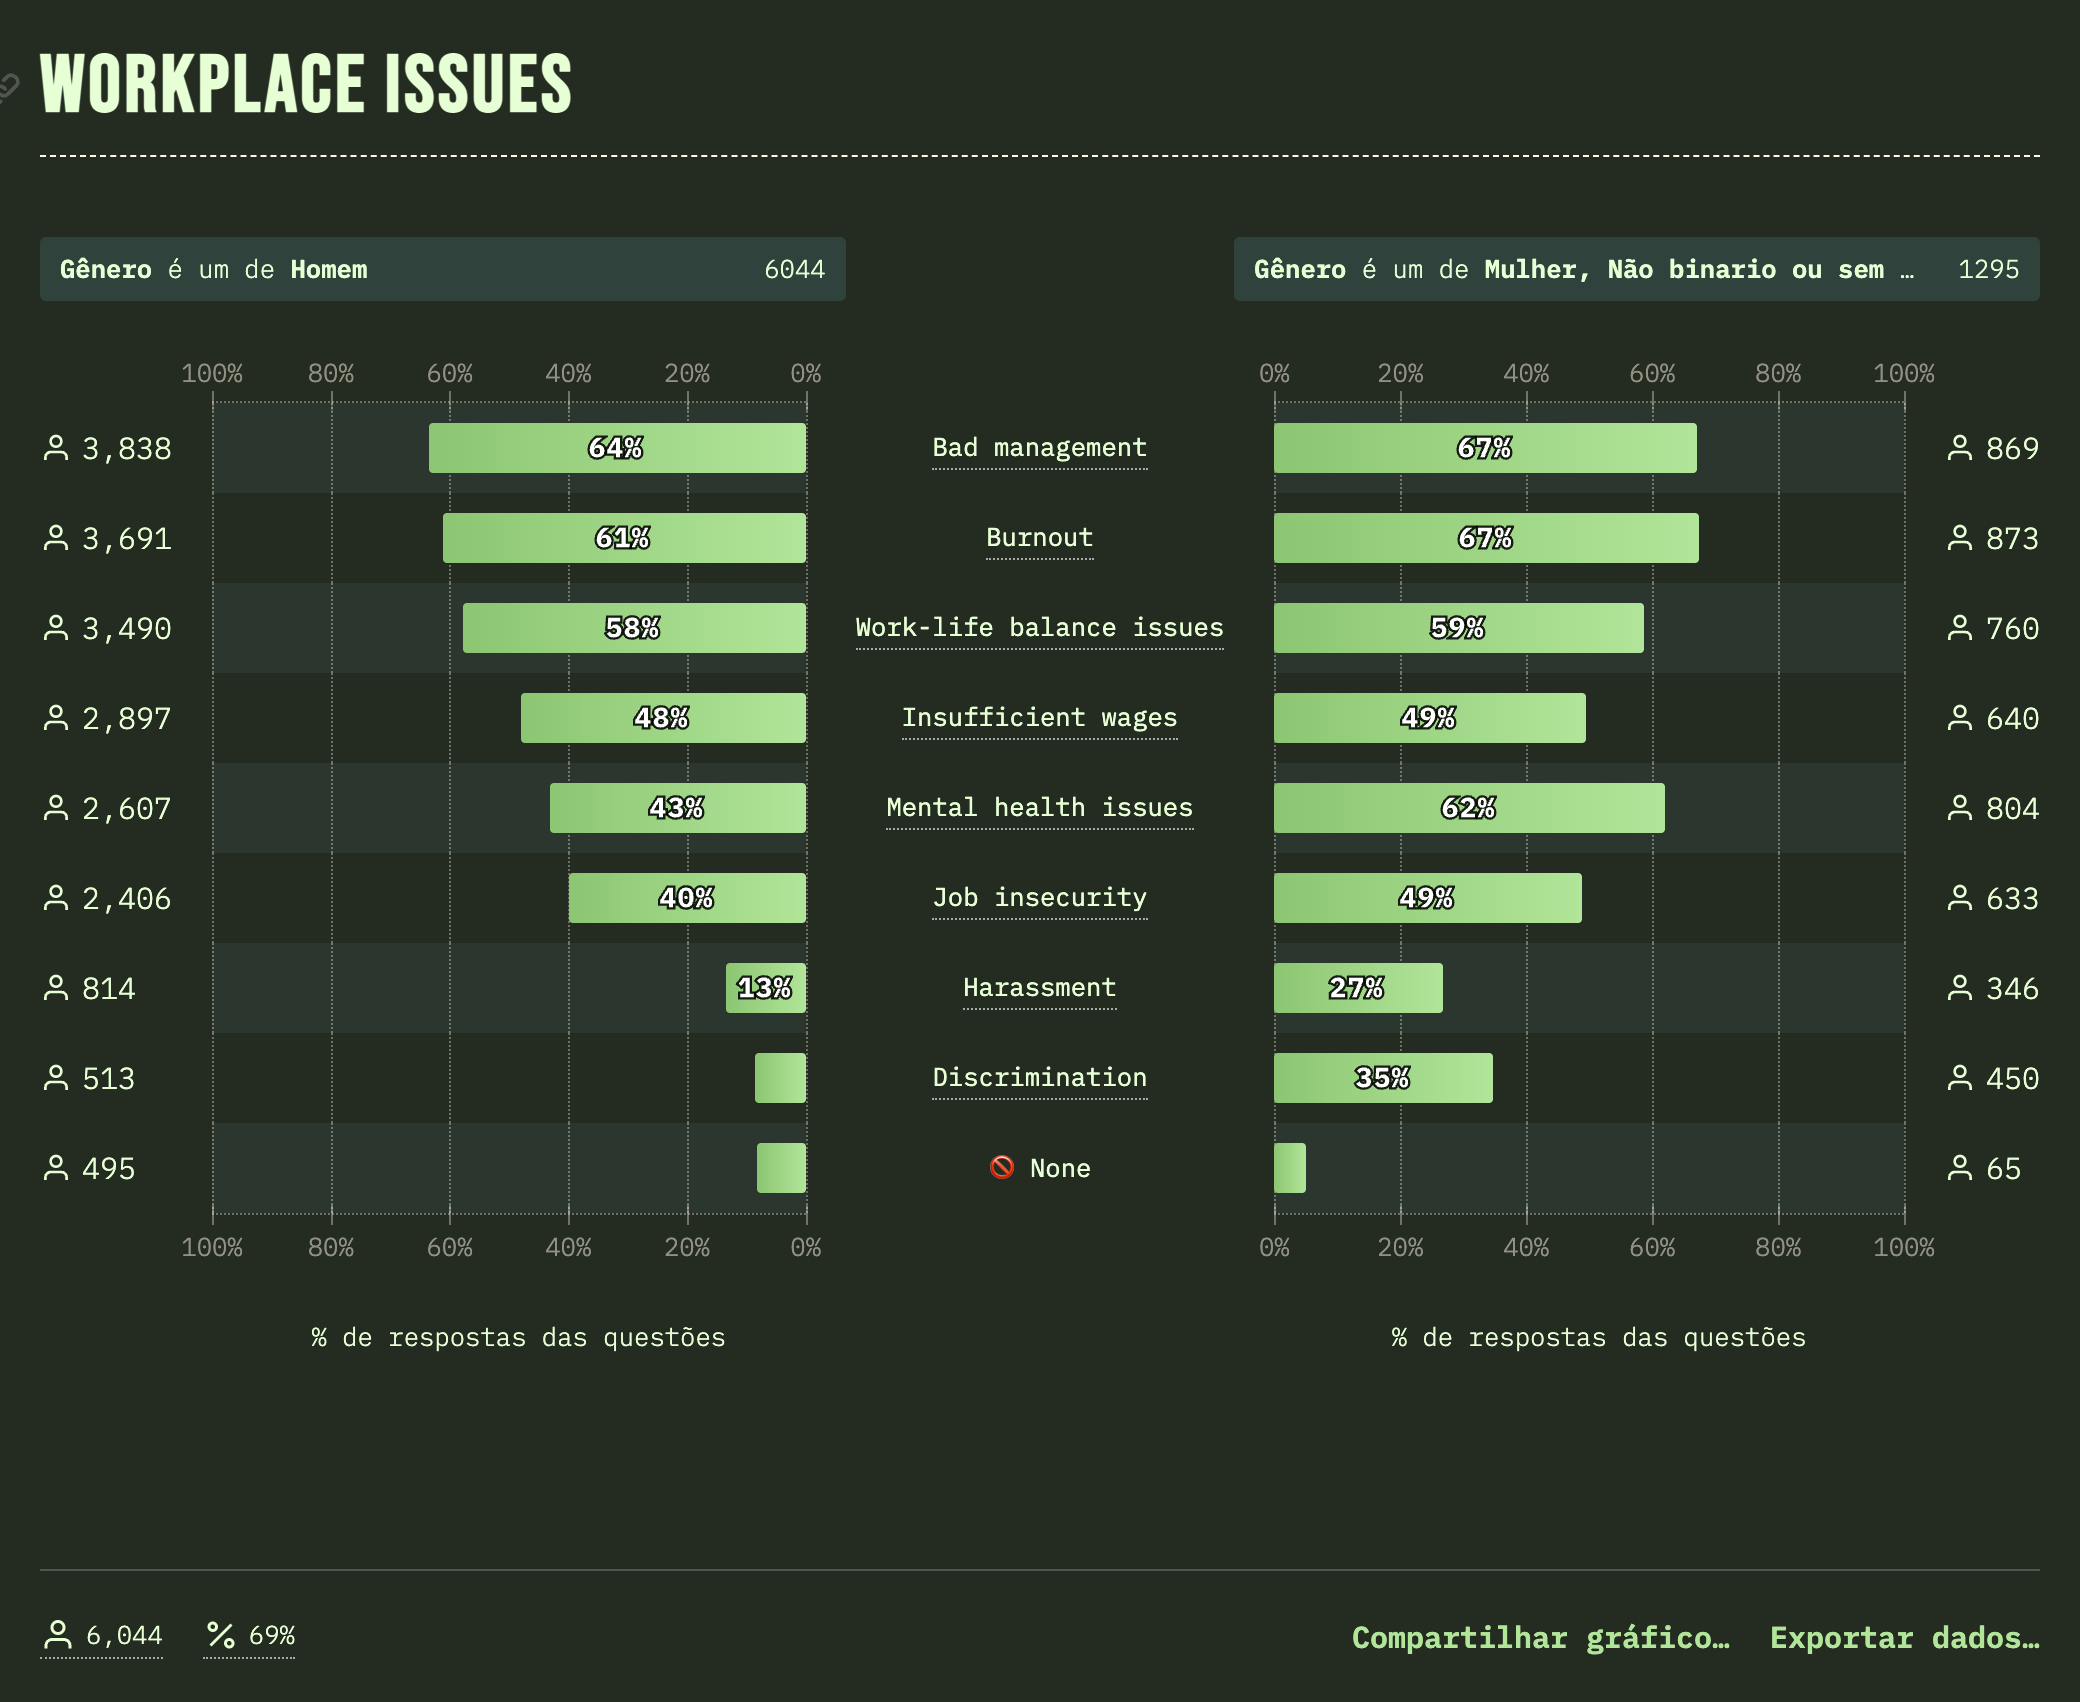 WORKPLACE ISSUES
Gênero é um de Homem 6044
Gênero é um de Mulher, Não binario ou sem … 1295
100% 80% 60% 40% 20% 0%
0% 20% 40% 60% 80% 100%
3,838 64% Bad management 67% 869
3,691 61% Burnout 67% 873
3,490 58% Work-life balance issues 59% 760
2,897 48% Insufficient wages 49% 640
2,607 43% Mental health issues 62% 804
2,406 40% Job insecurity 49% 633
814 13% Harassment 27% 346
513 Discrimination 35% 450
495 🚫 None 65
100% 80% 60% 40% 20% 0%
0% 20% 40% 60% 80% 100%
% de respostas das questões
% de respostas das questões
6,044 % 69%
Compartilhar gráfico… Exportar dados…